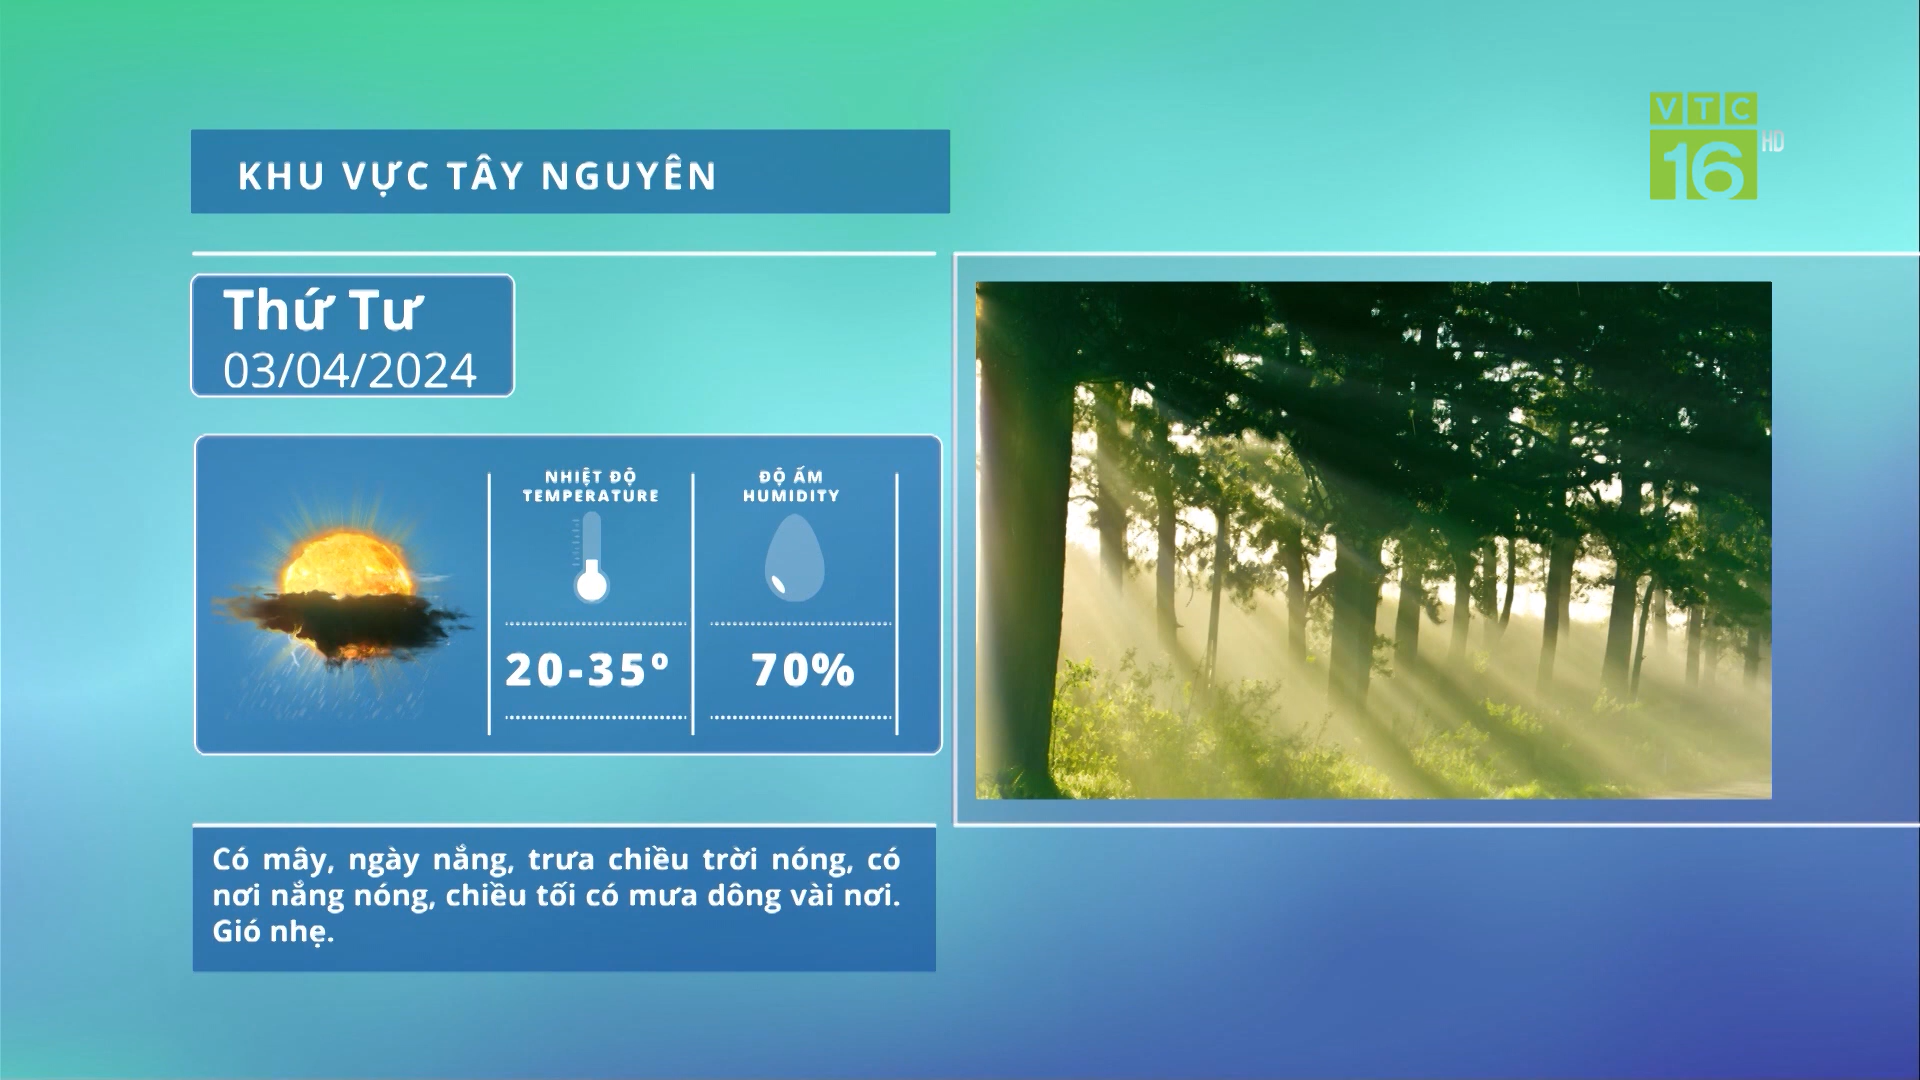 VTC
16
HD
KHU VỰC TÂY NGUYÊN
Thứ Tư
03/04/2024
NHIỆT ĐỘ
TEMPERATURE
20-35°
ĐỘ ẨM
HUMIDITY
70%
Có mây, ngày nắng, trưa chiều trời nóng, có
nơi nắng nóng, chiều tối có mưa dông vài nơi.
Gió nhẹ.